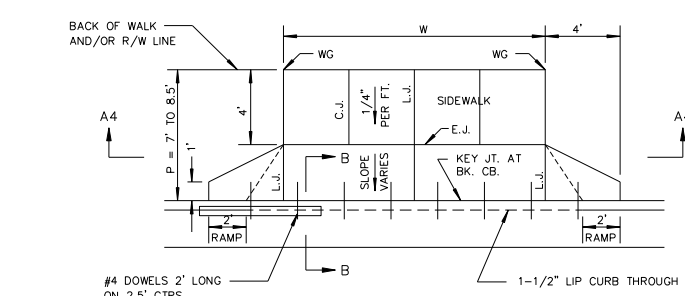 BACK OF WALK
AND/OR R/W LINE
W
4'
WG
WG
P = 7' TO 8.5'
4'
C.J.
1/4"
PER FT.
L.J.
SIDEWALK
A4
E.J.
1'
B
KEY JT. AT
BK. CB.
L.J.
SLOPE
VARIES
L.J.
2'
RAMP
2'
RAMP
B
#4 DOWELS 2' LONG
ON 2.5' CTRS
1-1/2" LIP CURB THROUGH